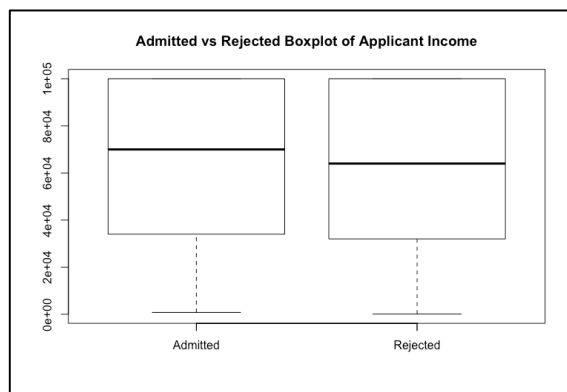 Admitted vs Rejected Boxplot of Applicant Income
1e+05
8e+04
6e+04
4e+04
2e+04
0e+00
Admitted Rejected